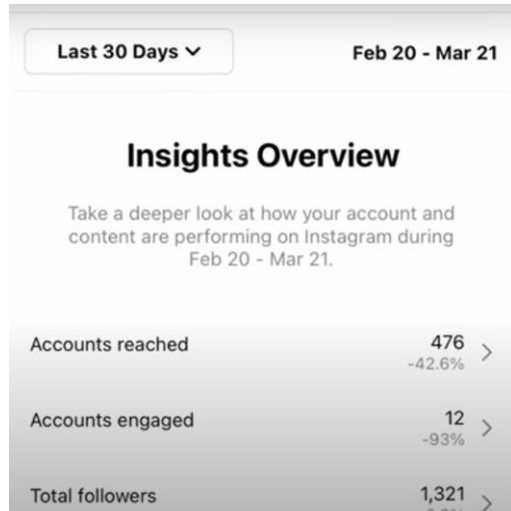 Last 30 Days
Feb 20 - Mar 21
Insights Overview
Take a deeper look at how your account and
content are performing on Instagram during
Feb 20 - Mar 21.
Accounts reached
476
-42.6%
Accounts engaged
12
-93%
Total followers
1,321